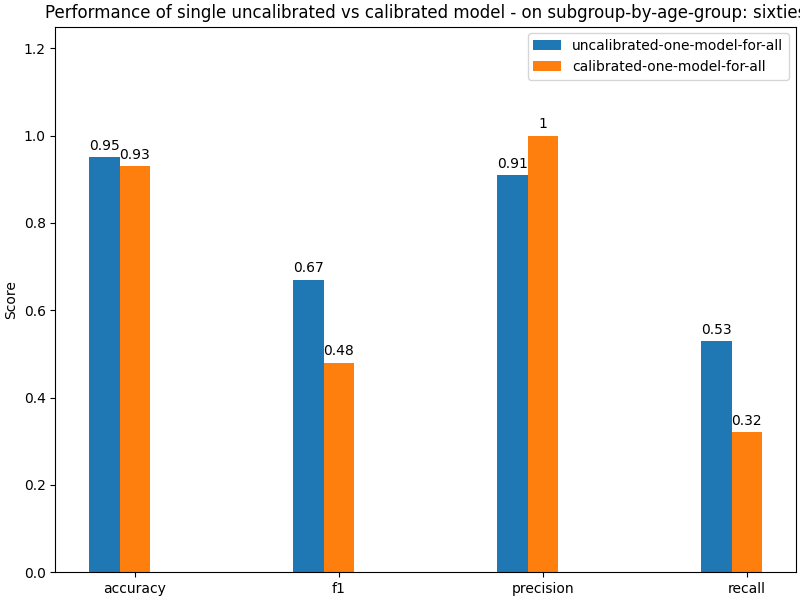 Performance of single uncalibrated vs calibrated model - on subgroup-by-age-group: sixties
uncalibrated-one-model-for-all
calibrated-one-model-for-all
1.2
1.0
0.8
0.6
0.4
0.2
0.0
Score
0.95
0.93
0.67
0.48
0.91
1
0.53
0.32
accuracy
f1
precision
recall